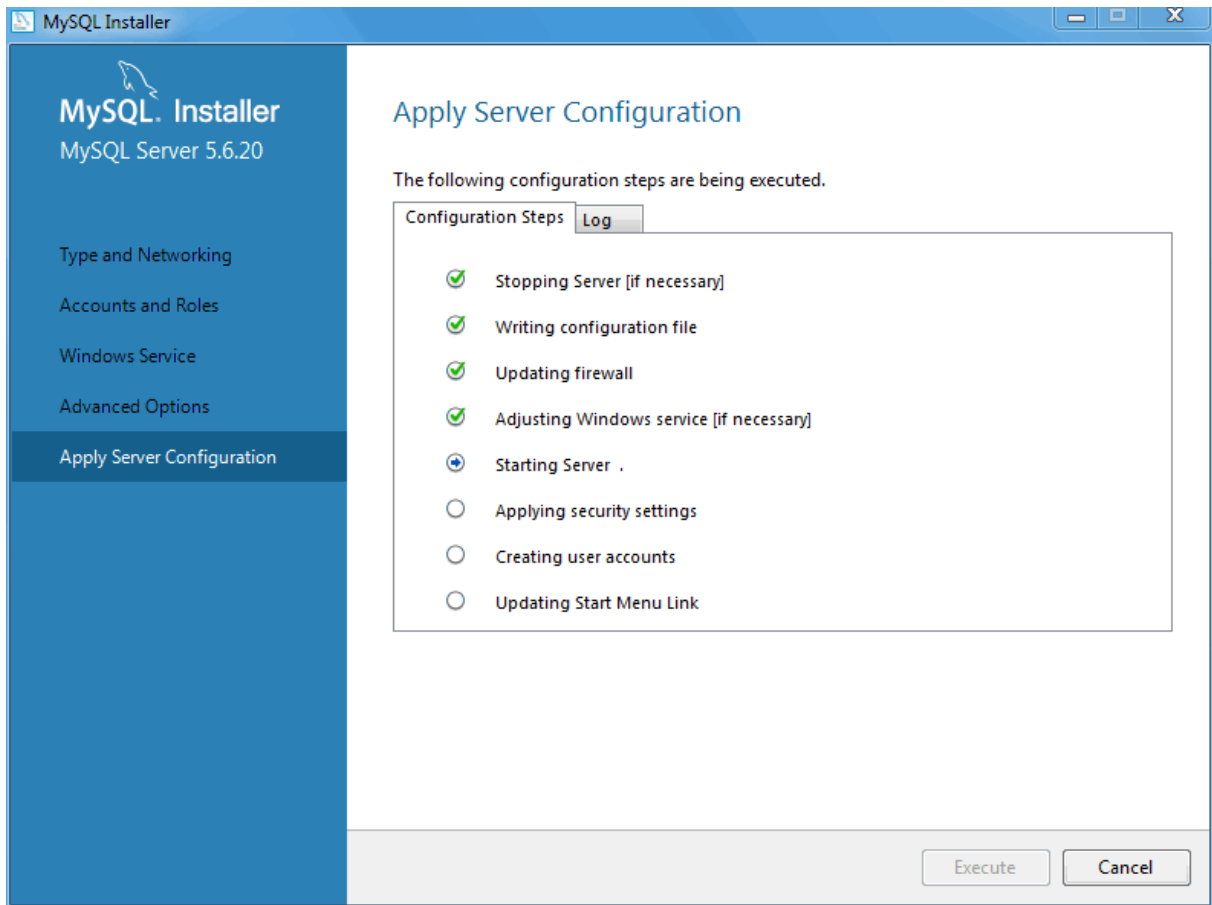 MySQL Installer
MySQL. Installer
MySQL Server 5.6.20
Type and Networking
Accounts and Roles
Windows Service
Advanced Options
Apply Server Configuration
Apply Server Configuration
The following configuration steps are being executed.
Configuration Steps Log
Stopping Server [if necessary]
Writing configuration file
Updating firewall
Adjusting Windows service [if necessary]
Starting Server .
Applying security settings
Creating user accounts
Updating Start Menu Link
Execute Cancel